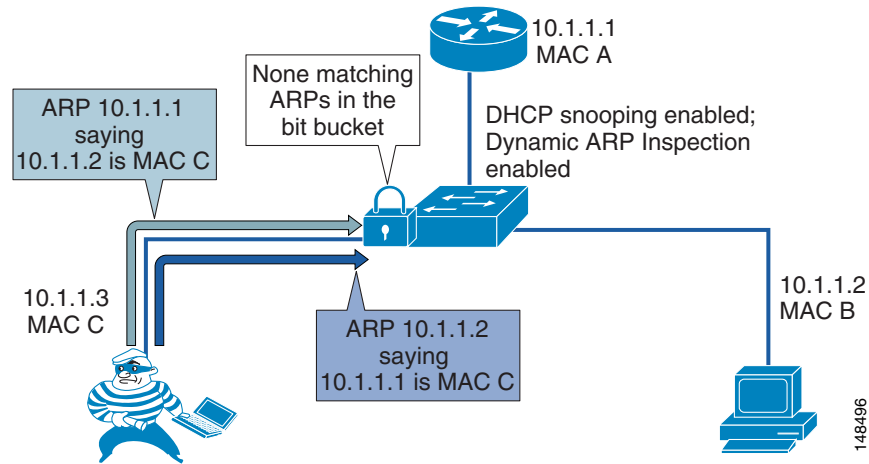 10.1.1.1
MAC A
None matching
ARPs in the
bit bucket
ARP 10.1.1.1
saying
10.1.1.2 is MAC C
DHCP snooping enabled;
Dynamic ARP Inspection
enabled
10.1.1.3
MAC C
ARP 10.1.1.2
saying
10.1.1.1 is MAC C
10.1.1.2
MAC B
148496